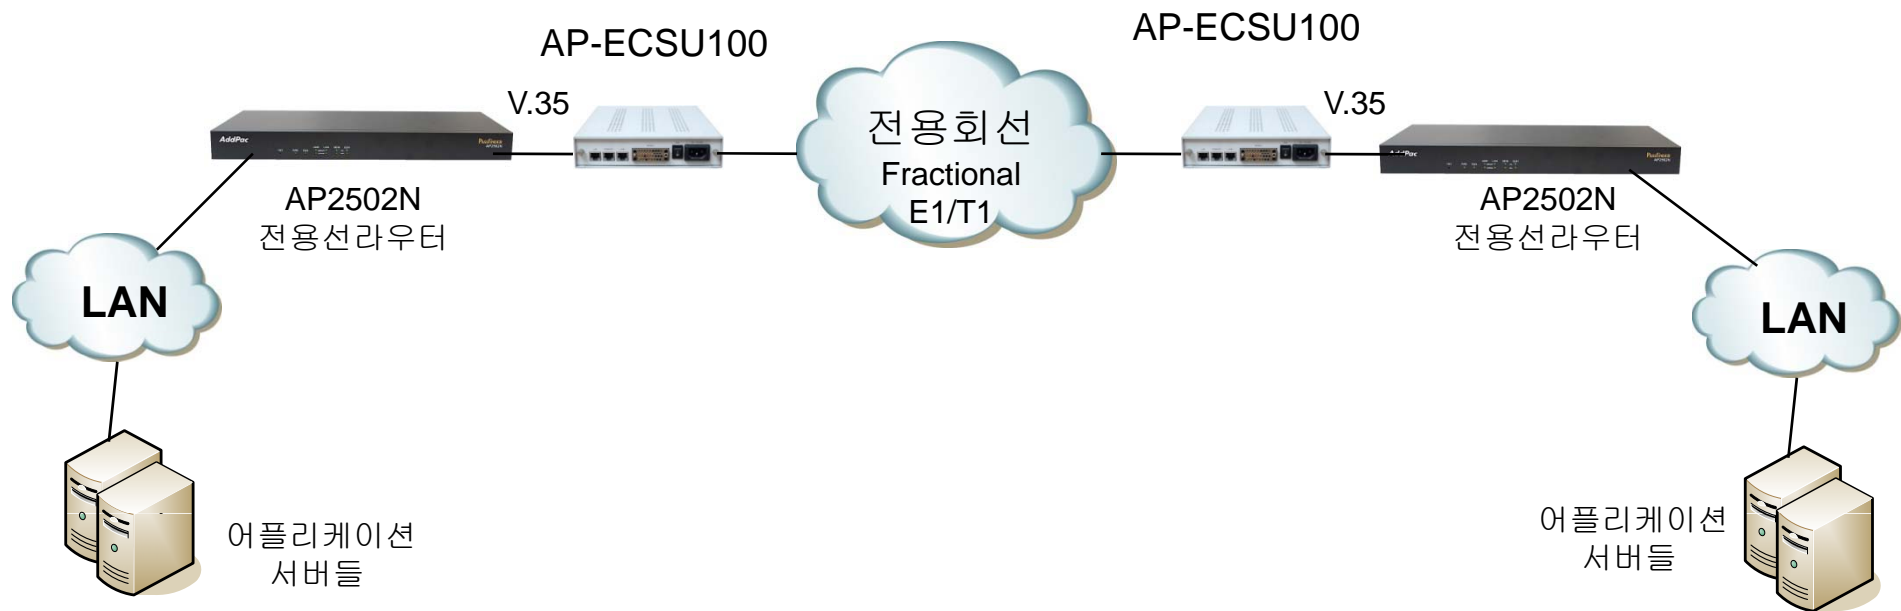 AP-ECSU100
AP-ECSU100
V.35
V.35
전용회선
Fractional
E1/T1
AddPac
AP2502N
전용선라우터
AP2502N
전용선라우터
LAN
LAN
어플리케이션
서버들
어플리케이션
서버들